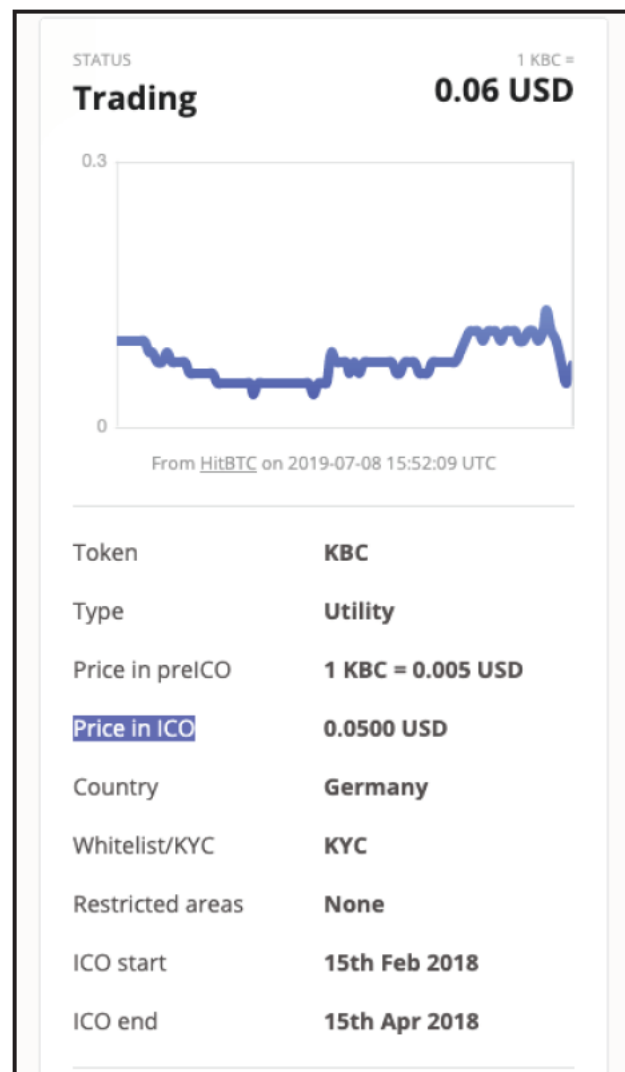 STATUS
Trading
1 KBC =
0.06 USD
0.3
0
From HitBTC on 2019-07-08 15:52:09 UTC
Token KBC
Type Utility
Price in preICO 1 KBC = 0.005 USD
Price in ICO 0.0500 USD
Country Germany
Whitelist/KYC KYC
Restricted areas None
ICO start 15th Feb 2018
ICO end 15th Apr 2018